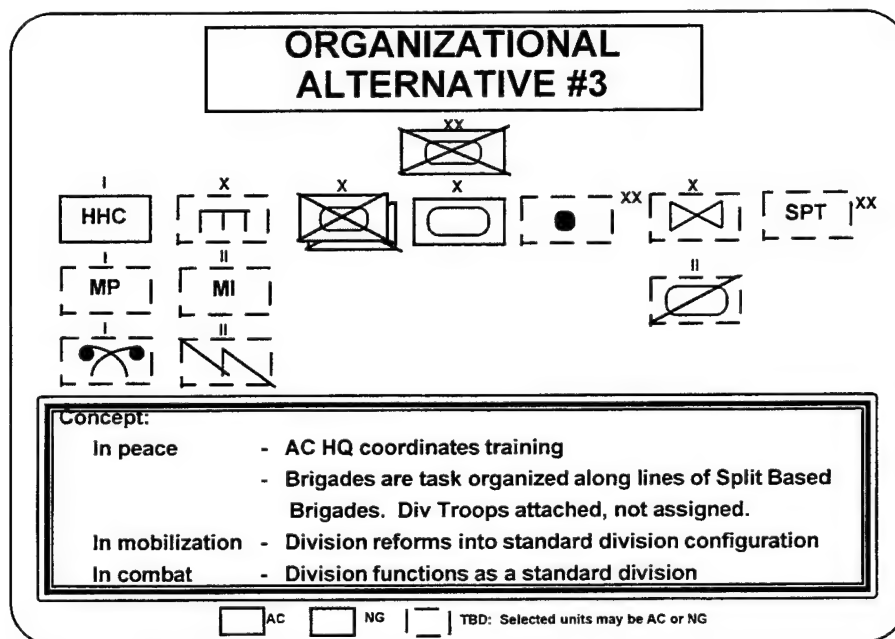 ORGANIZATIONAL
ALTERNATIVE #3
XX
I X X X XX X XX
HHC SPT
I II II
MP MI
I II
Concept:
In peace - AC HQ coordinates training
- Brigades are task organized along lines of Split Based
Brigades. Div Troops attached, not assigned.
In mobilization - Division reforms into standard division configuration
In combat - Division functions as a standard division
AC NG TBD: Selected units may be AC or NG